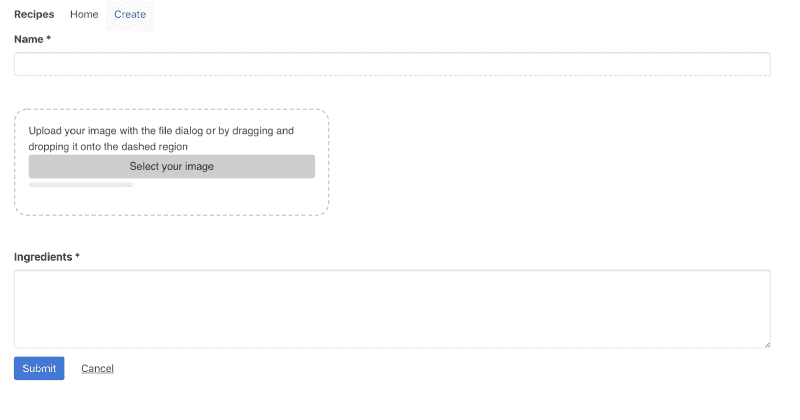 Recipes Home Create
Name *
Upload your image with the file dialog or by dragging and
dropping it onto the dashed region
Select your image
Ingredients *
Submit Cancel